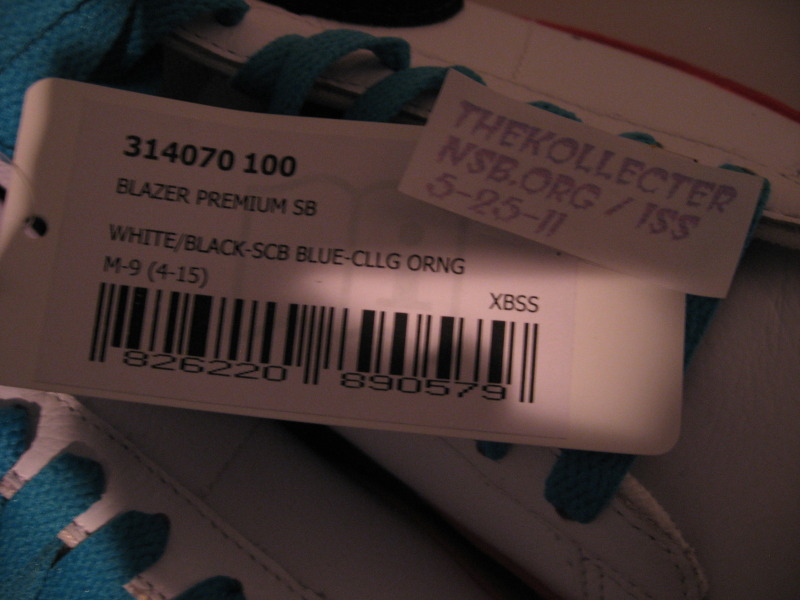 314070 100
BLAZER PREMIUM SB
WHITE/BLACK-SCB BLUE-CLLG ORNG
M-9 (4-15)
XBSS
826220 890579
THEKOLLECTER
NSB.ORG / ISS
5-25-11